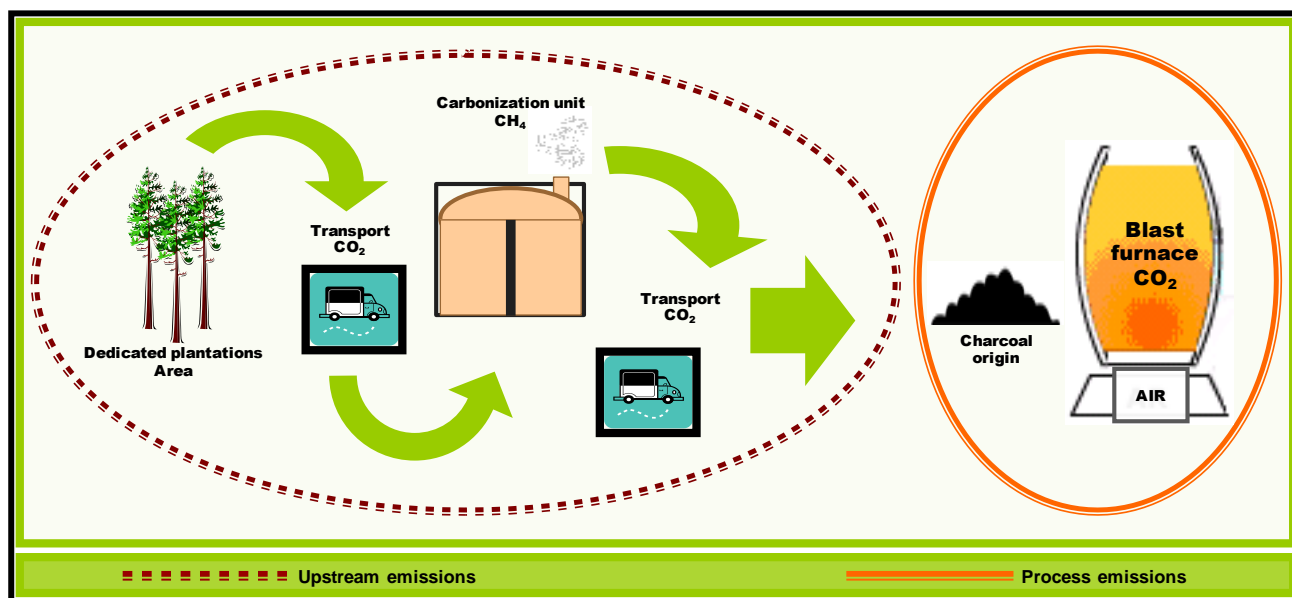 Carbonization unit
CH₄
Transport
CO₂
Dedicated plantations
Area
Transport
CO₂
Charcoal
origin
Blast
furnace
CO₂
AIR
Upstream emissions
Process emissions